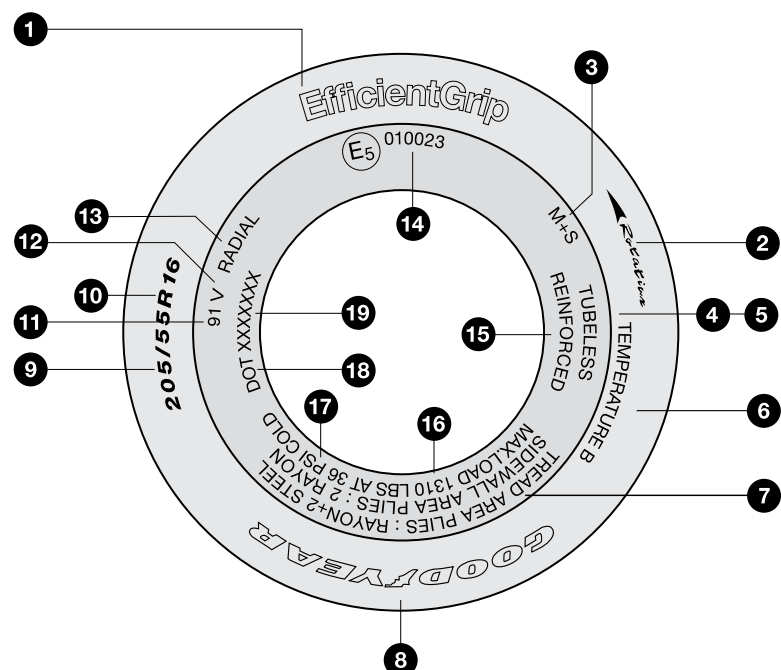 1
EfficientGrip
3
E5 010023
14
M+S
2
Rotation
13
RADIAL
12
10
205/55R16
11
91 V
9
19
DOT XXXXXXX
18
15
TUBELESS
REINFORCED
4
5
TEMPERATURE B
6
17
16
MAX.LOAD 1310 LBS AT 36 PSI COLD
SIDEWALL AREA PLIES : 2 RAYON
TREAD AREA PLIES : RAYON+2 STEEL
7
GOODYEAR
8